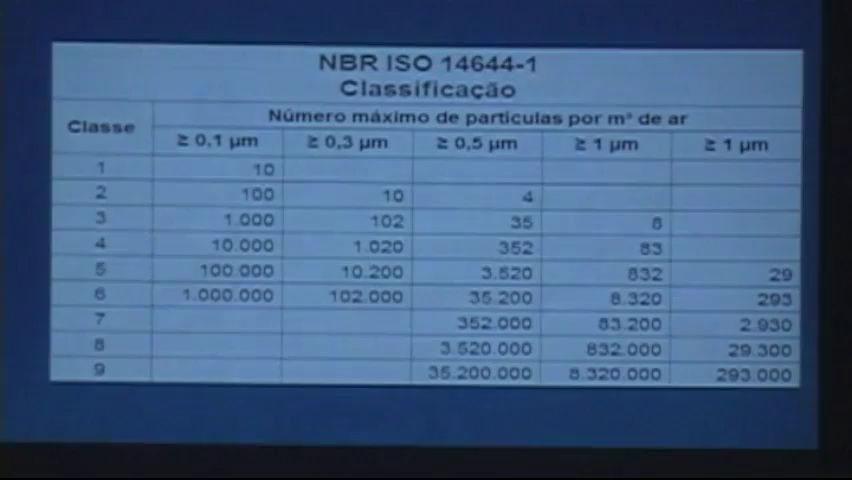 NBR ISO 14644-1
Classificação
Classe
Número máximo de partículas por m³ de ar
≥ 0,1 µm ≥ 0,3 µm ≥ 0,5 µm ≥ 1 µm ≥ 1 µm
1 10
2 100 10 4
3 1.000 102 35 8
4 10.000 1.020 352 83
5 100.000 10.200 3.520 832 29
6 1.000.000 102.000 35.200 8.320 293
7 352.000 83.200 2.930
8 3.520.000 832.000 29.300
9 35.200.000 8.320.000 293.000